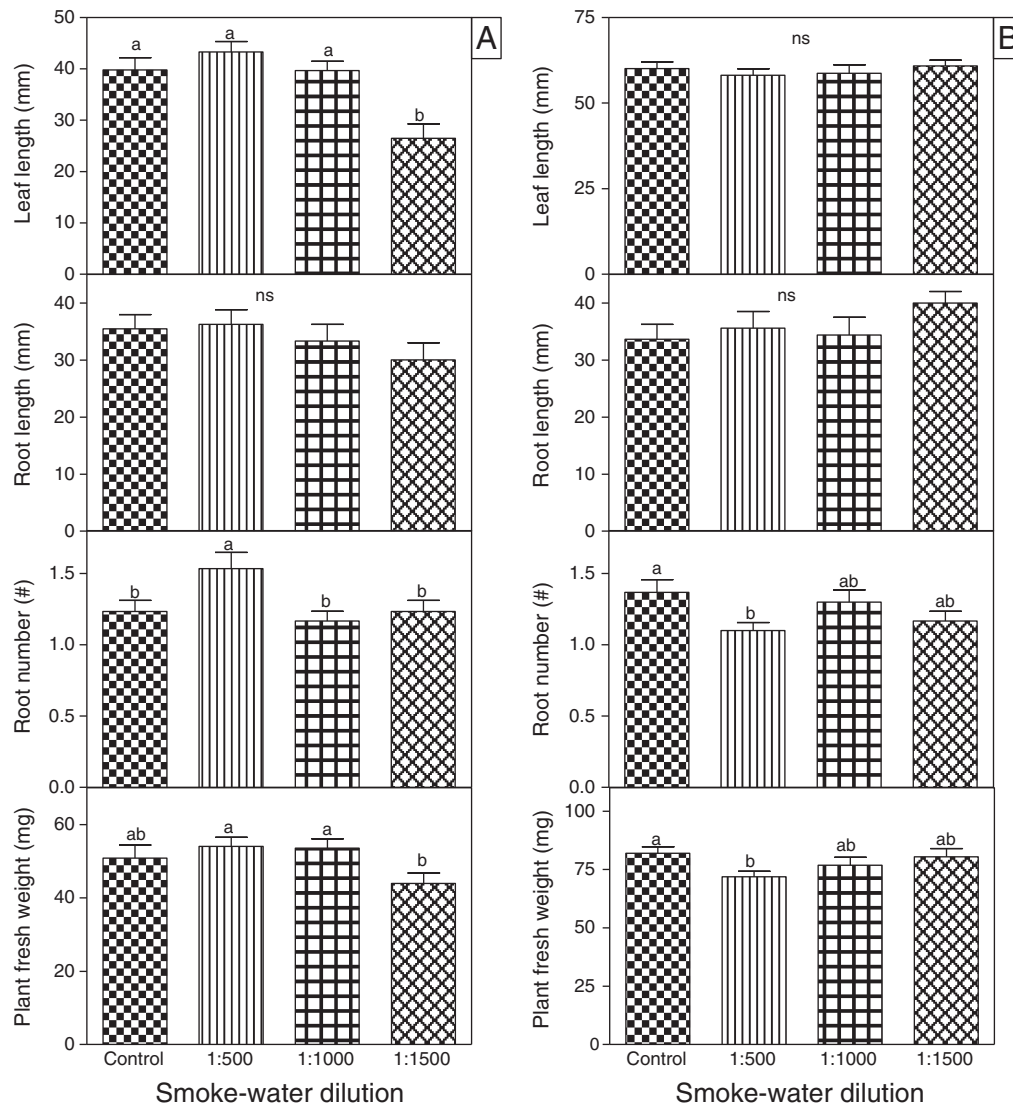 A
Leaf length (mm)
50
40
30
20
10
0
a
a
a
b
Root length (mm)
40
30
20
10
0
ns
Root number (#)
1.5
1.0
0.5
0.0
b
a
b
b
Plant fresh weight (mg)
60
40
20
0
ab
a
a
b
Control
1:500
1:1000
1:1500
Smoke-water dilution
B
Leaf length (mm)
75
50
25
0
ns
Root length (mm)
40
30
20
10
0
ns
Root number (#)
1.5
1.0
0.5
0.0
a
b
ab
ab
Plant fresh weight (mg)
100
75
50
25
0
a
b
ab
ab
Control
1:500
1:1000
1:1500
Smoke-water dilution